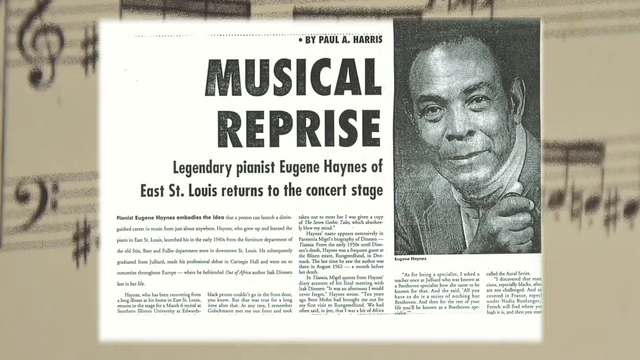 • BY PAUL A. HARRIS
MUSICAL
REPRISE
Legendary pianist Eugene Haynes of
East St. Louis returns to the concert stage
Eugene Haynes
Pianist Eugene Haynes embodies the idea that a person can launch a distin-
guished career in music from just about anywhere. Haynes, who grew up and learned the
piano in East St. Louis, launched his in the early 1940s from the furniture department of
the old Stix, Baer and Fuller department store in downtown St. Louis. He subsequently
graduated from Juilliard, made his professional debut in Carnegie Hall and went on to
concertize throughout Europe — where he befriended Out of Africa author Isak Dinesen
late in her life.
Haynes, who has been recovering from
a long illness at his home in East St. Louis,
returns to the stage for a March 6 recital at
Southern Illinois University at Edwards-
black person couldn't go in the front door,
you know. But that was true for a long
time after that. At any rate, I remember
met me out front and took
takes out to meet her I was given a copy
of The Seven Gothic Tales, which absolute-
ly blew my mind."
Haynes' name appears extensively in
Parmenia Migel's biography of Dinesen —
Titania. From the early 1950s until Dine-
sen's death, Haynes was a frequent guest at
the Blixen estate, Rungstedlund, in Den-
mark. The last time he saw the author was
there in August 1962 — a month before
her death.
In Titania, Migel quotes from Haynes'
diary account of his final meeting with
Isak Dinesen: "It was an afternoon I would
never forget," Haynes wrote. "Ten years
ago Bent Mohn had brought me out for
my first visit to Rungstedlund. We had
often said, in jest, that I was a bit of Africa
"As for being a specialist, I asked a
teacher once at Juilliard who was known as
a Beethoven specialist how she came to be
known for that. And she said, 'All you
have to do is a series of nothing but
Beethoven. And then for the rest of your
life you'll be known as a Beethoven spe-
called the Aural Series.
"I discovered that
covered in France,
under Nadia Boulanger,
French will find where
high it is, and then you